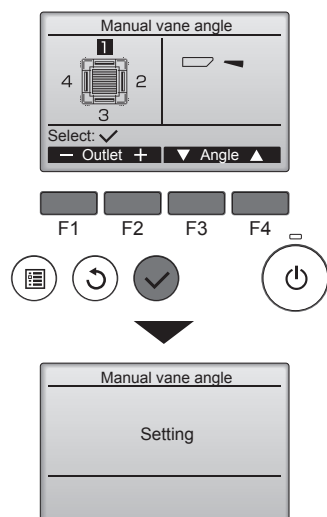 Manual vane angle
1
4 2
3
Select:
− Outlet + ▼ Angle ▲
F1 F2 F3 F4
Manual vane angle
Setting